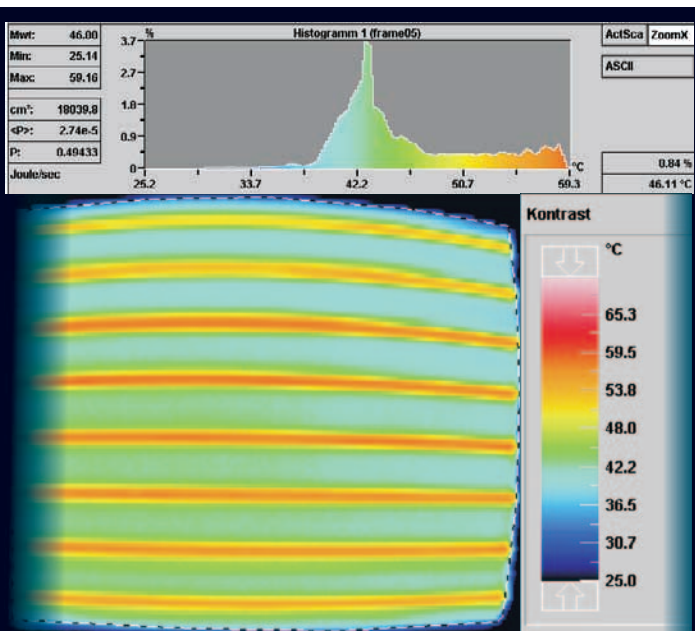 Mwt: 46.00
Min: 25.14
Max: 59.16
cm²: 18039.8
<P>: 2.74e-5
P: 0.49433
Joule/sec
Histogramm 1 (frame05)
%
3.7
2.7
1.8
0.9
0
25.2 33.7 42.2 50.7 59.3
°C
ActSca ZoomX
ASCII
0.84 %
46.11 °C
Kontrast
°C
65.3
59.5
53.8
48.0
42.2
36.5
30.7
25.0